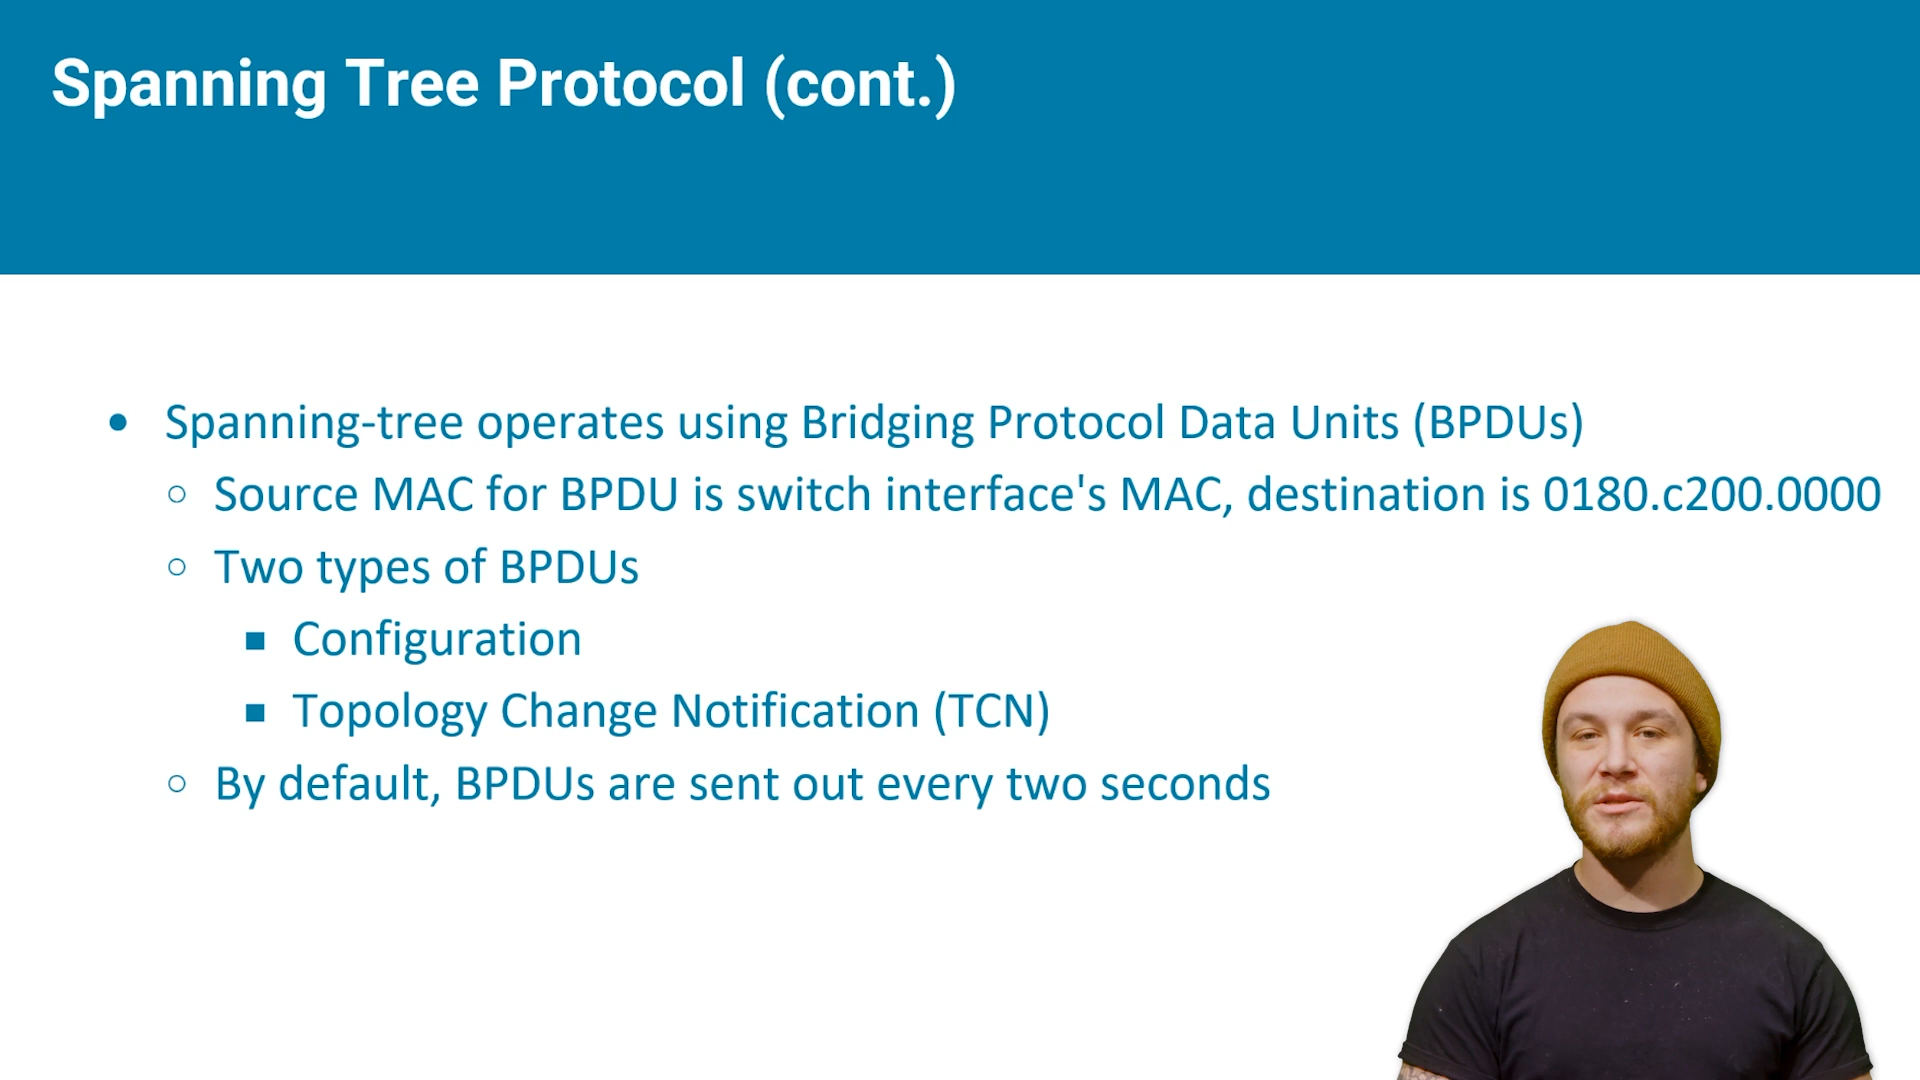 Spanning Tree Protocol (cont.)
• Spanning-tree operates using Bridging Protocol Data Units (BPDUs)
○ Source MAC for BPDU is switch interface's MAC, destination is 0180.c200.0000
○ Two types of BPDUs
■ Configuration
■ Topology Change Notification (TCN)
○ By default, BPDUs are sent out every two seconds